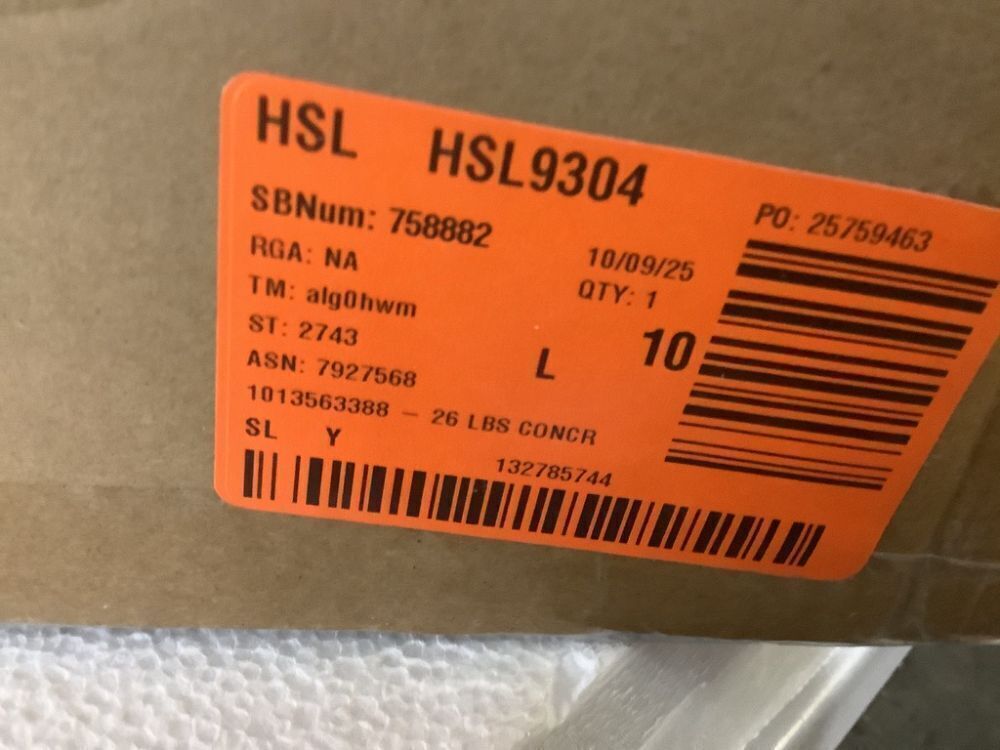 HSL HSL9304
SBNum: 758882
RGA: NA
TM: alg0hwm
ST: 2743
ASN: 7927568
1013563388 – 26 LBS CONCR
SL Y
132785744
10/09/25
QTY: 1
L 10
PO: 25759463